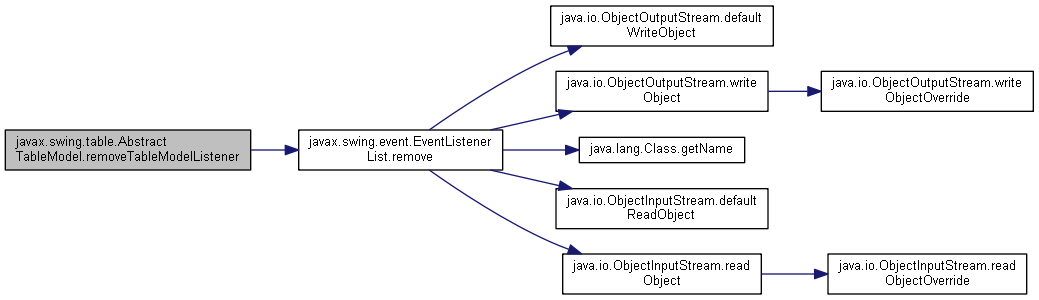 javax.swing.table.Abstract
TableModel.removeTableModelListener
javax.swing.event.EventListener
List.remove
java.io.ObjectOutputStream.default
WriteObject
java.io.ObjectOutputStream.write
Object
java.io.ObjectOutputStream.write
ObjectOverride
java.lang.Class.getName
java.io.ObjectInputStream.default
ReadObject
java.io.ObjectInputStream.read
Object
java.io.ObjectInputStream.read
ObjectOverride